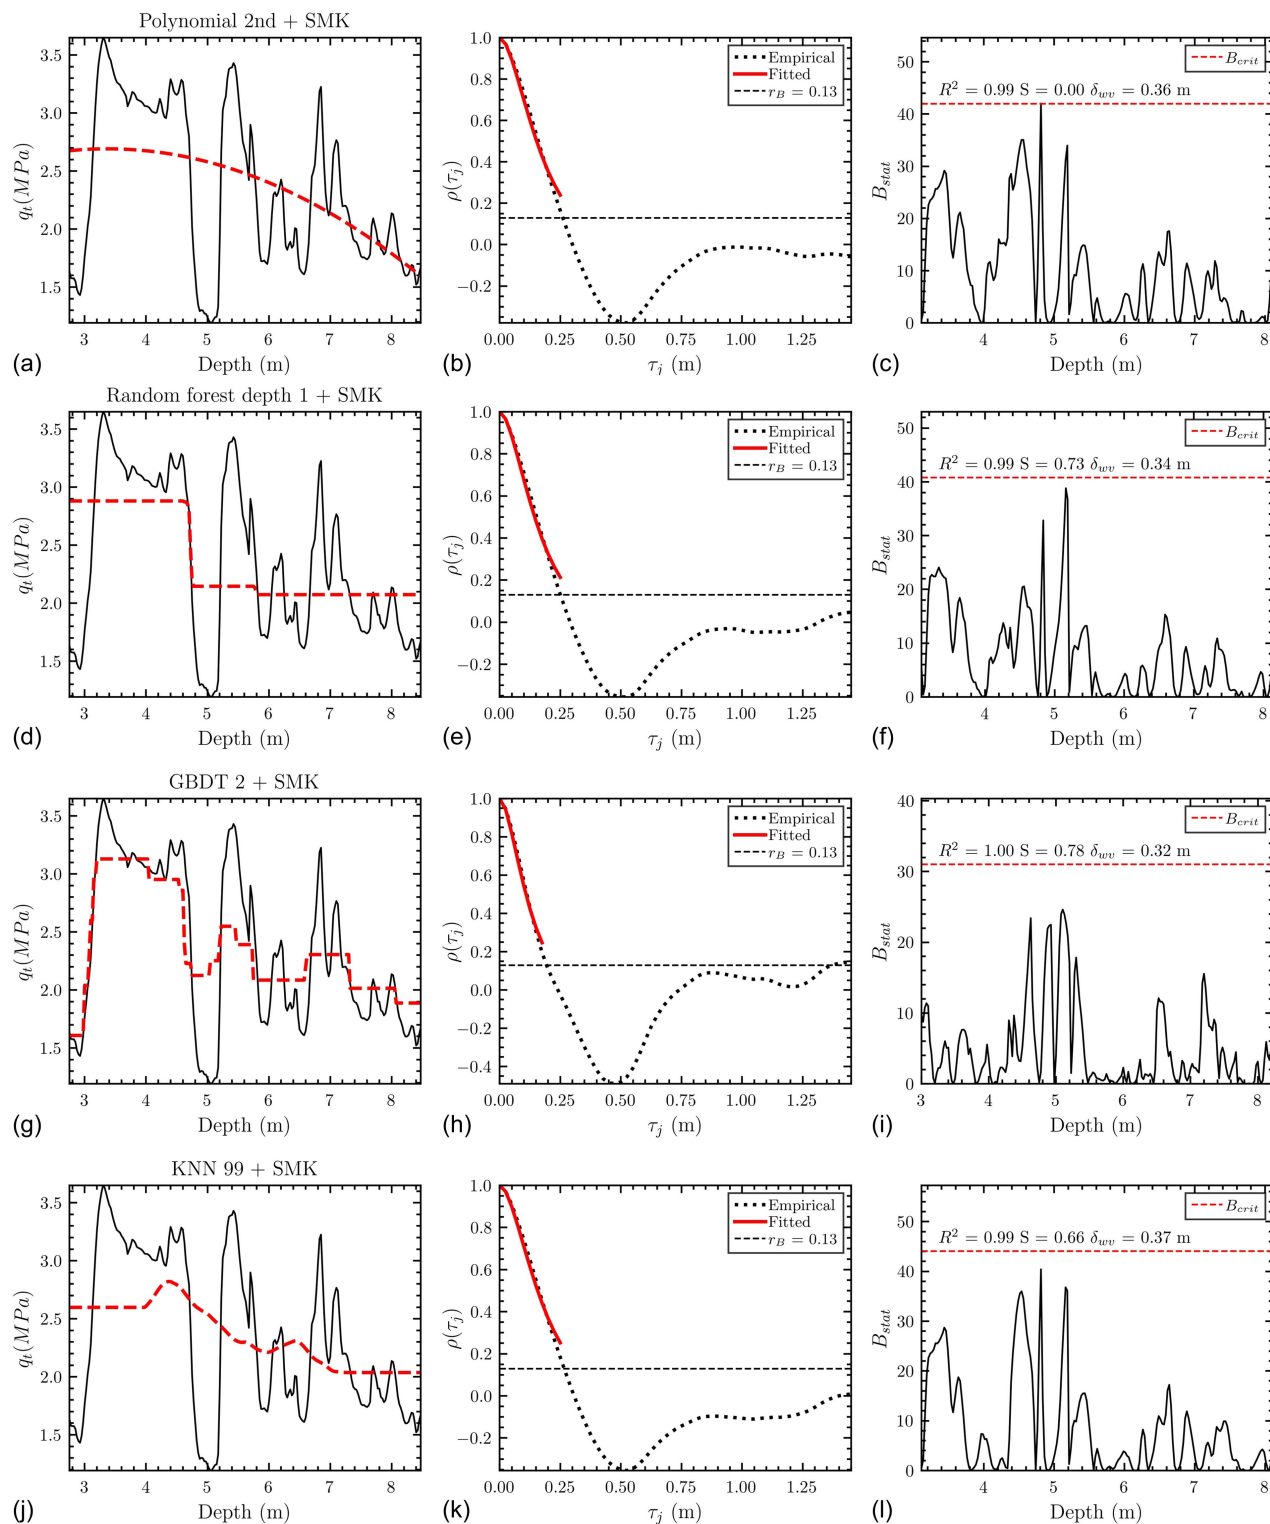 Polynomial 2nd + SMK
3.5
3.0
2.5
2.0
1.5
q_t(MPa)
3 4 5 6 7 8
Depth (m)
(a)
1.0
0.8
0.6
0.4
0.2
0.0
−0.2
ρ(τ_j)
Empirical
Fitted
r_B = 0.13
0.00 0.25 0.50 0.75 1.00 1.25
τ_j (m)
(b)
50
40
30
20
10
0
B_stat
B_crit
R² = 0.99 S = 0.00 δ_wv = 0.36 m
4 5 6 7 8
Depth (m)
(c)
Random forest depth 1 + SMK
3.5
3.0
2.5
2.0
1.5
q_t(MPa)
3 4 5 6 7 8
Depth (m)
(d)
1.0
0.8
0.6
0.4
0.2
0.0
−0.2
ρ(τ_j)
Empirical
Fitted
r_B = 0.13
0.00 0.25 0.50 0.75 1.00 1.25
τ_j (m)
(e)
50
40
30
20
10
0
B_stat
B_crit
R² = 0.99 S = 0.73 δ_wv = 0.34 m
4 5 6 7 8
Depth (m)
(f)
GBDT 2 + SMK
3.5
3.0
2.5
2.0
1.5
q_t(MPa)
3 4 5 6 7 8
Depth (m)
(g)
1.0
0.8
0.6
0.4
0.2
0.0
−0.2
−0.4
ρ(τ_j)
Empirical
Fitted
r_B = 0.13
0.00 0.25 0.50 0.75 1.00 1.25
τ_j (m)
(h)
40
30
20
10
0
B_stat
B_crit
R² = 1.00 S = 0.78 δ_wv = 0.32 m
3 4 5 6 7 8
Depth (m)
(i)
KNN 99 + SMK
3.5
3.0
2.5
2.0
1.5
q_t(MPa)
3 4 5 6 7 8
Depth (m)
(j)
1.0
0.8
0.6
0.4
0.2
0.0
−0.2
ρ(τ_j)
Empirical
Fitted
r_B = 0.13
0.00 0.25 0.50 0.75 1.00 1.25
τ_j (m)
(k)
50
40
30
20
10
0
B_stat
B_crit
R² = 0.99 S = 0.66 δ_wv = 0.37 m
4 5 6 7 8
Depth (m)
(l)